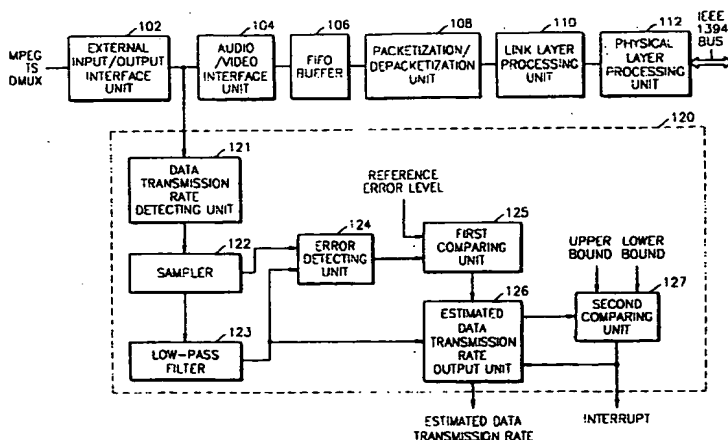 102
104
106
108
110
112
IEEE
1394
BUS
MPEG
TS
DMUX
EXTERNAL
INPUT/OUTPUT
INTERFACE
UNIT
AUDIO
/VIDEO
INTERFACE
UNIT
FIFO
BUFFER
PACKETIZATION/
DEPACKETIZATION
UNIT
LINK LAYER
PROCESSING
UNIT
PHYSICAL
LAYER
PROCESSING
UNIT
120
121
DATA
TRANSMISSION
RATE
DETECTING UNIT
REFERENCE
ERROR LEVEL
122
SAMPLER
124
ERROR
DETECTING
UNIT
125
FIRST
COMPARING
UNIT
UPPER
BOUND
LOWER
BOUND
123
LOW-PASS
FILTER
126
ESTIMATED
DATA
TRANSMISSION
RATE
OUTPUT UNIT
127
SECOND
COMPARING
UNIT
ESTIMATED DATA
TRANSMISSION RATE
INTERRUPT